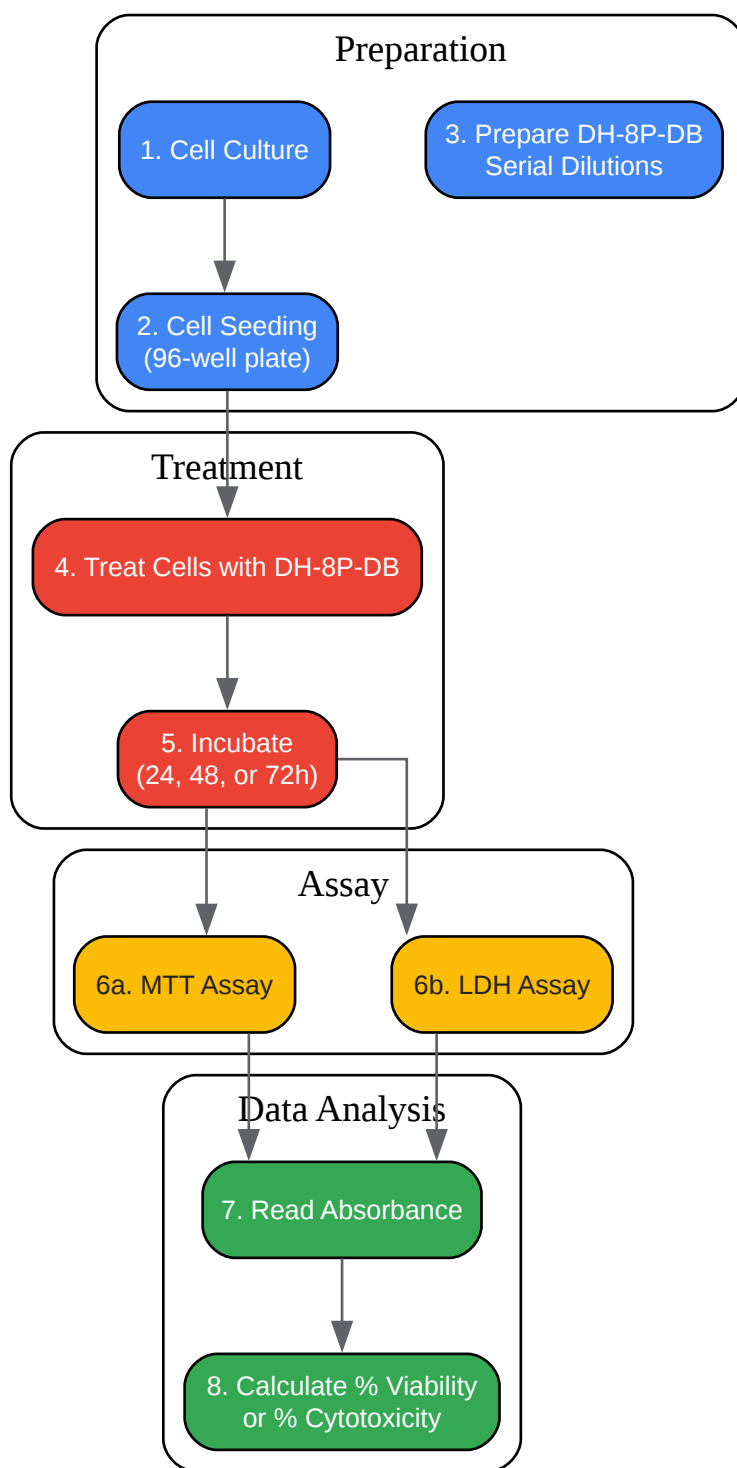 Preparation
1. Cell Culture
3. Prepare DH-8P-DB
Serial Dilutions
2. Cell Seeding
(96-well plate)
Treatment
4. Treat Cells with DH-8P-DB
5. Incubate
(24, 48, or 72h)
Assay
6a. MTT Assay
6b. LDH Assay
Data Analysis
7. Read Absorbance
8. Calculate % Viability
or % Cytotoxicity